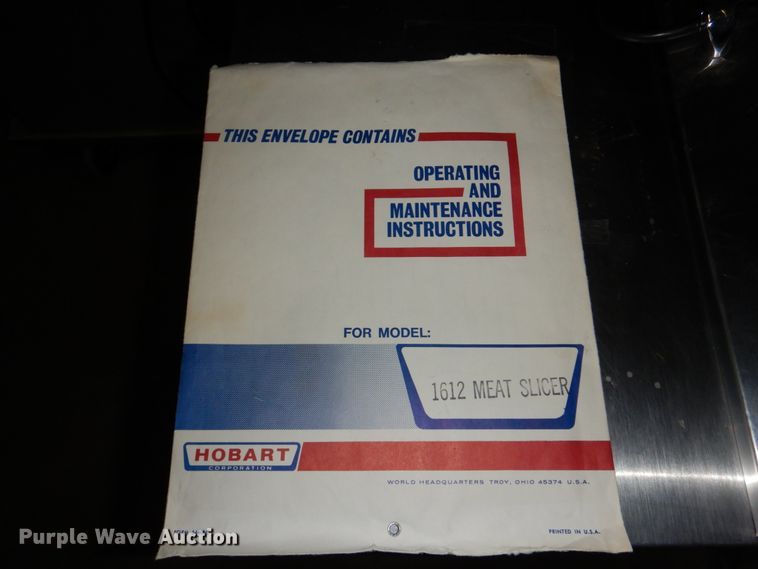 THIS ENVELOPE CONTAINS
OPERATING
AND
MAINTENANCE
INSTRUCTIONS
FOR MODEL:
1612 MEAT SLICER
HOBART
CORPORATION
WORLD HEADQUARTERS TROY, OHIO 45374 U.S.A.
PRINTED IN U.S.A.
Purple Wave Auction